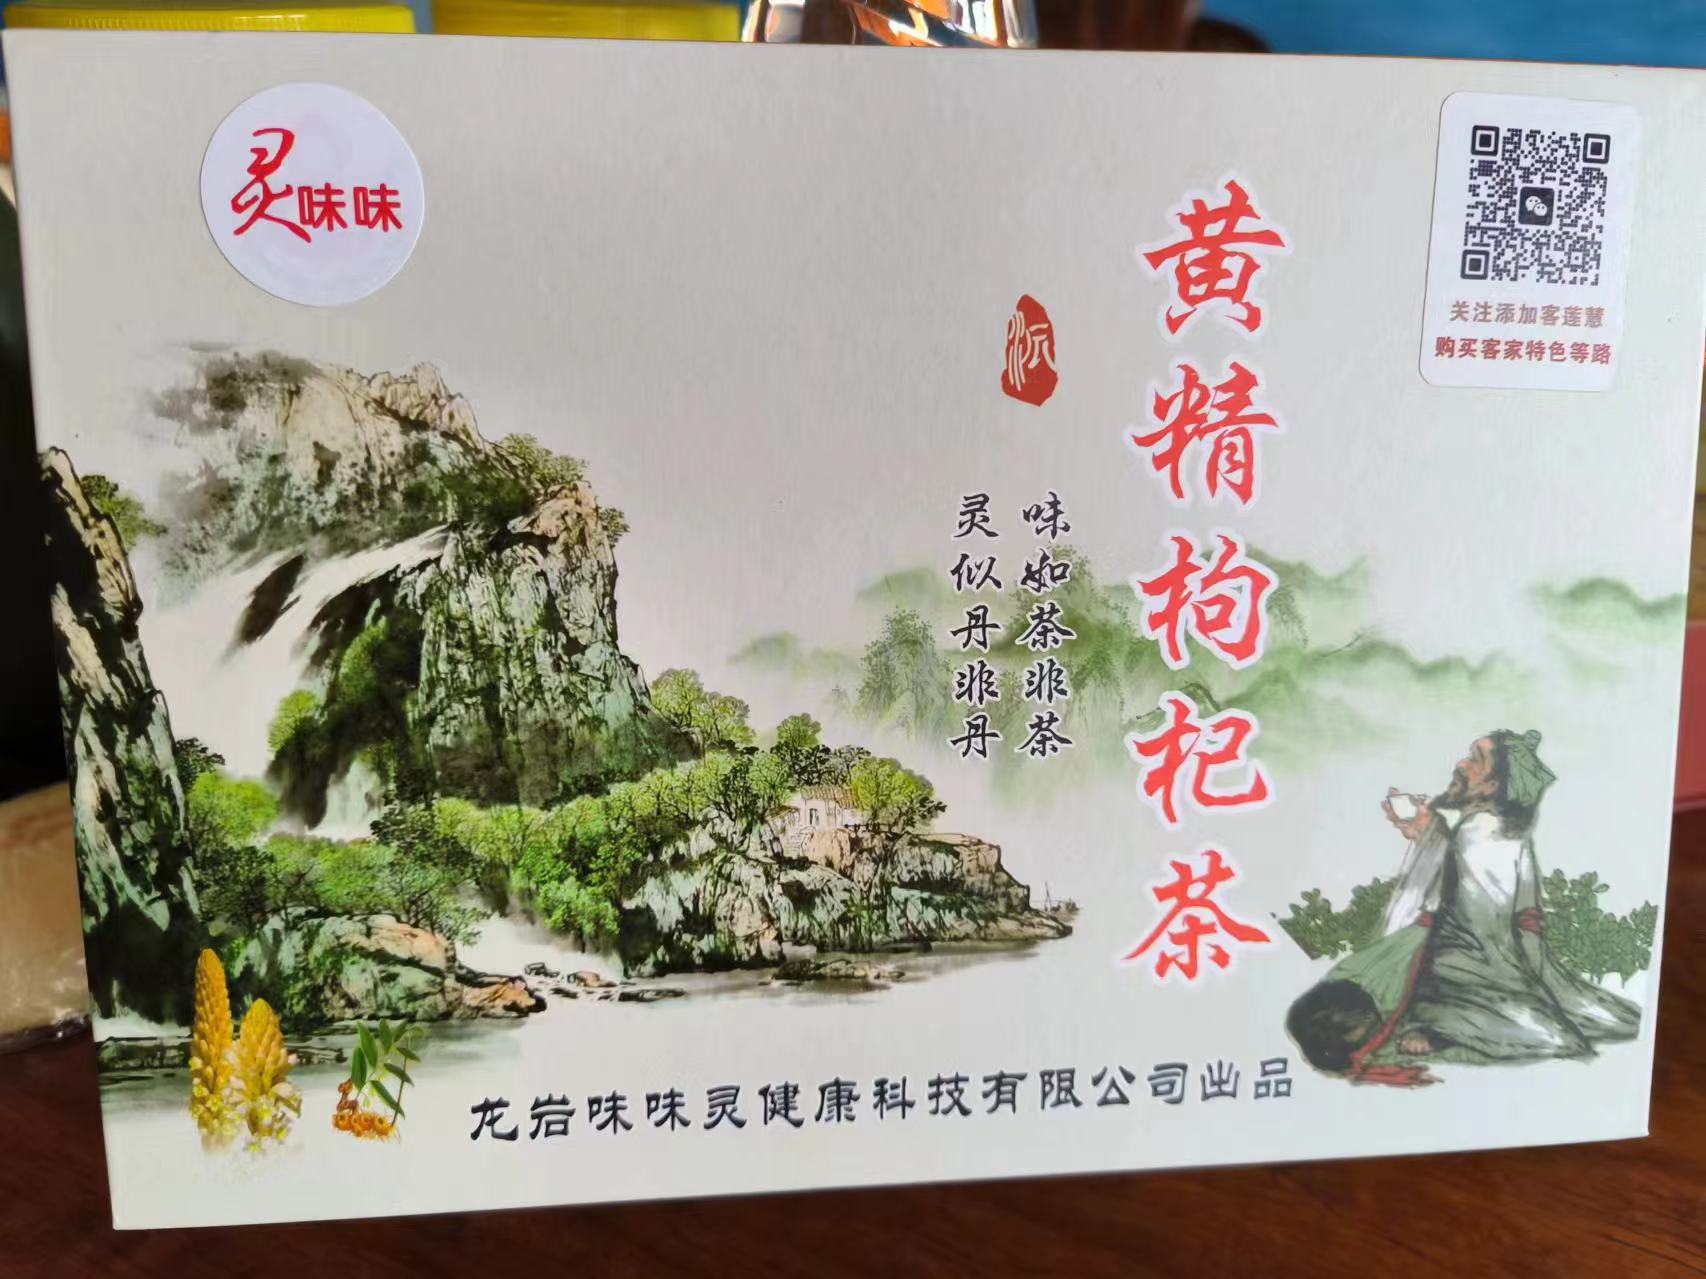 灵味味
关注添加客莲慧
购买客家特色等路
黄精枸杞茶
味如茶非茶
灵似丹非丹
龙岩味味灵健康科技有限公司出品